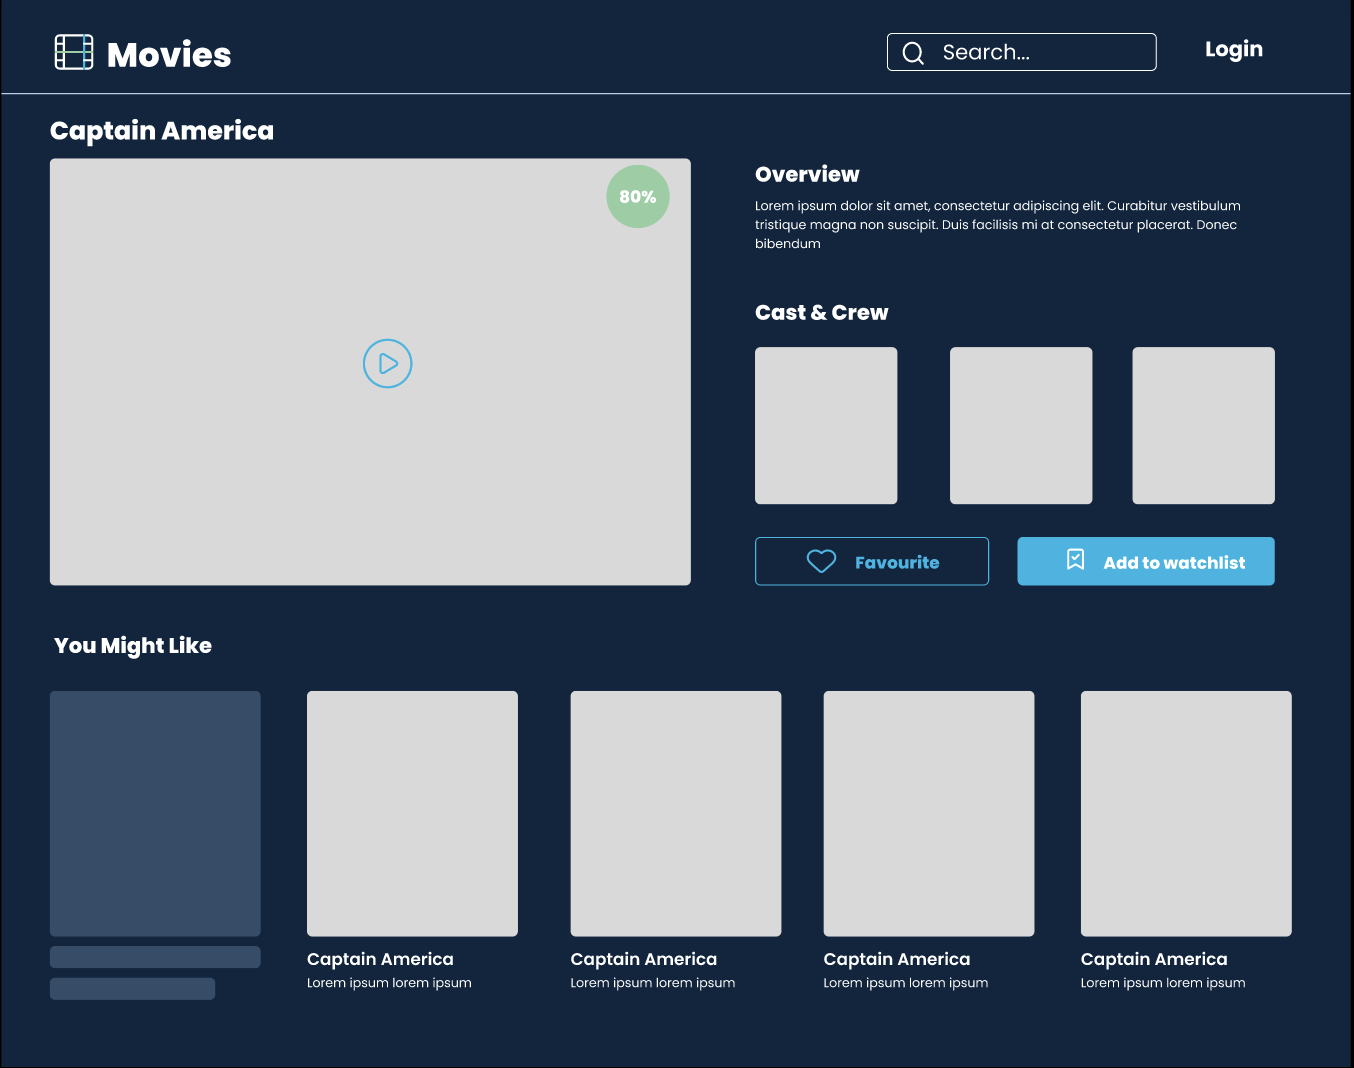 Movies
Search...
Login
Captain America
80%
Overview
Lorem ipsum dolor sit amet, consectetur adipiscing elit. Curabitur vestibulum
tristique magna non suscipit. Duis facilisis mi at consectetur placerat. Donec
bibendum
Cast & Crew
Favourite
Add to watchlist
You Might Like
Captain America
Lorem ipsum lorem ipsum
Captain America
Lorem ipsum lorem ipsum
Captain America
Lorem ipsum lorem ipsum
Captain America
Lorem ipsum lorem ipsum